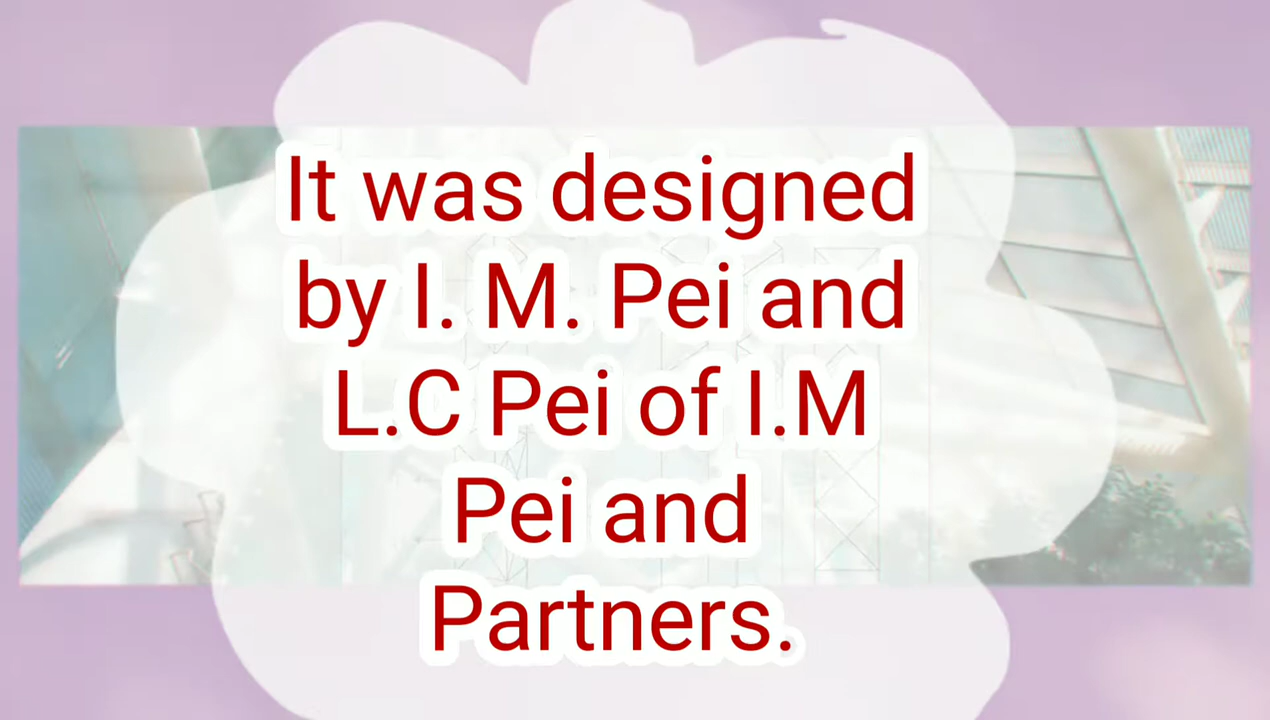 It was designed
by I. M. Pei and
L.C Pei of I.M
Pei and
Partners.